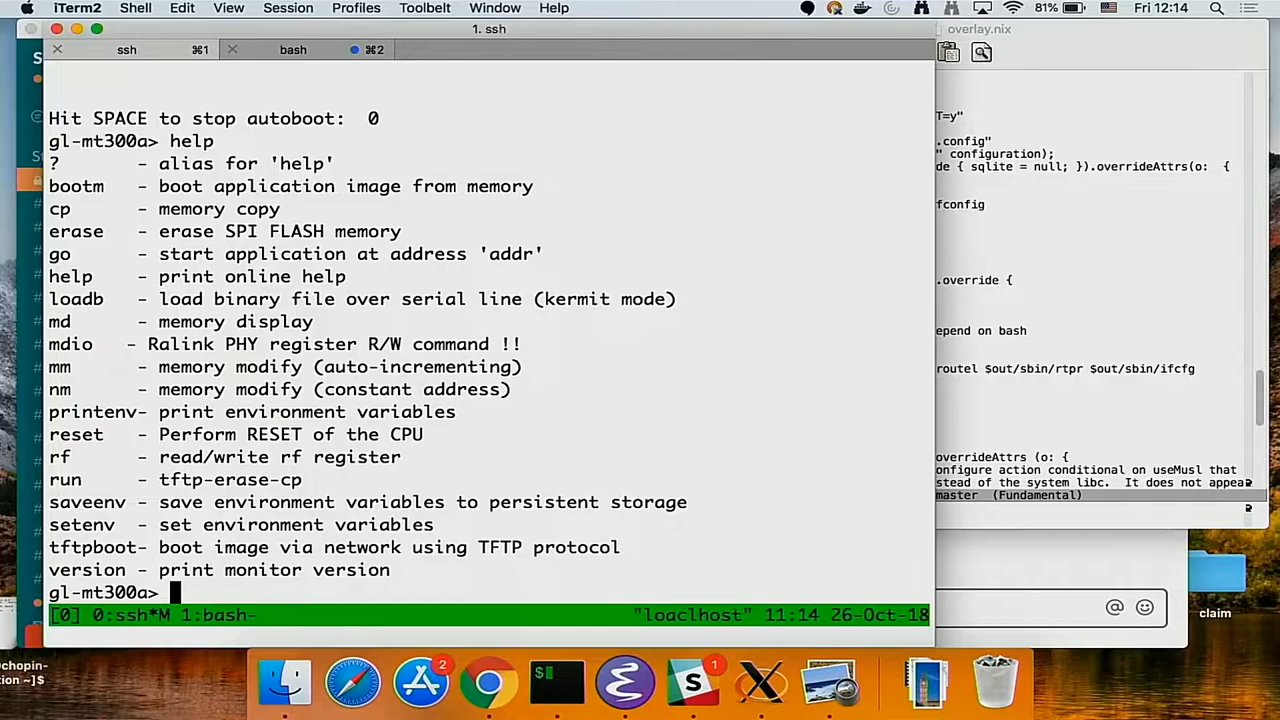 iTerm2 Shell Edit View Session Profiles Toolbelt Window Help 81% Fri 12:14
1. ssh
overlay.nix
ssh ⌘1 bash ⌘2
Hit SPACE to stop autoboot:  0
gl-mt300a> help
?       - alias for 'help'
bootm   - boot application image from memory
cp      - memory copy
erase   - erase SPI FLASH memory
go      - start application at address 'addr'
help    - print online help
loadb   - load binary file over serial line (kermit mode)
md      - memory display
mdio   - Ralink PHY register R/W command !!
mm      - memory modify (auto-incrementing)
nm      - memory modify (constant address)
printenv- print environment variables
reset   - Perform RESET of the CPU
rf      - read/write rf register
run     - tftp-erase-cp
saveenv - save environment variables to persistent storage
setenv  - set environment variables
tftpboot- boot image via network using TFTP protocol
version - print monitor version
gl-mt300a>
[0] 0:ssh*M 1:bash- "loaclhost" 11:14 26-Oct-18
T=y"
.config"
" configuration);
de { sqlite = null; }).overrideAttrs(o:  {
fconfig
.override {
epend on bash
routel $out/sbin/rtpr $out/sbin/ifcfg
overrideAttrs (o: {
onfigure action conditional on useMusl that
stead of the system libc.  It does not appea
master  (Fundamental)
claim
@chopin-
tion ~]$
2
$
S
1